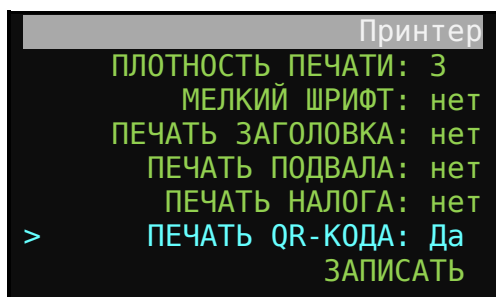 Принтер
ПЛОТНОСТЬ ПЕЧАТИ: 3
МЕЛКИЙ ШРИФТ: нет
ПЕЧАТЬ ЗАГОЛОВКА: нет
ПЕЧАТЬ ПОДВАЛА: нет
ПЕЧАТЬ НАЛОГА: нет
> ПЕЧАТЬ QR-КОДА: Да
ЗАПИСАТЬ